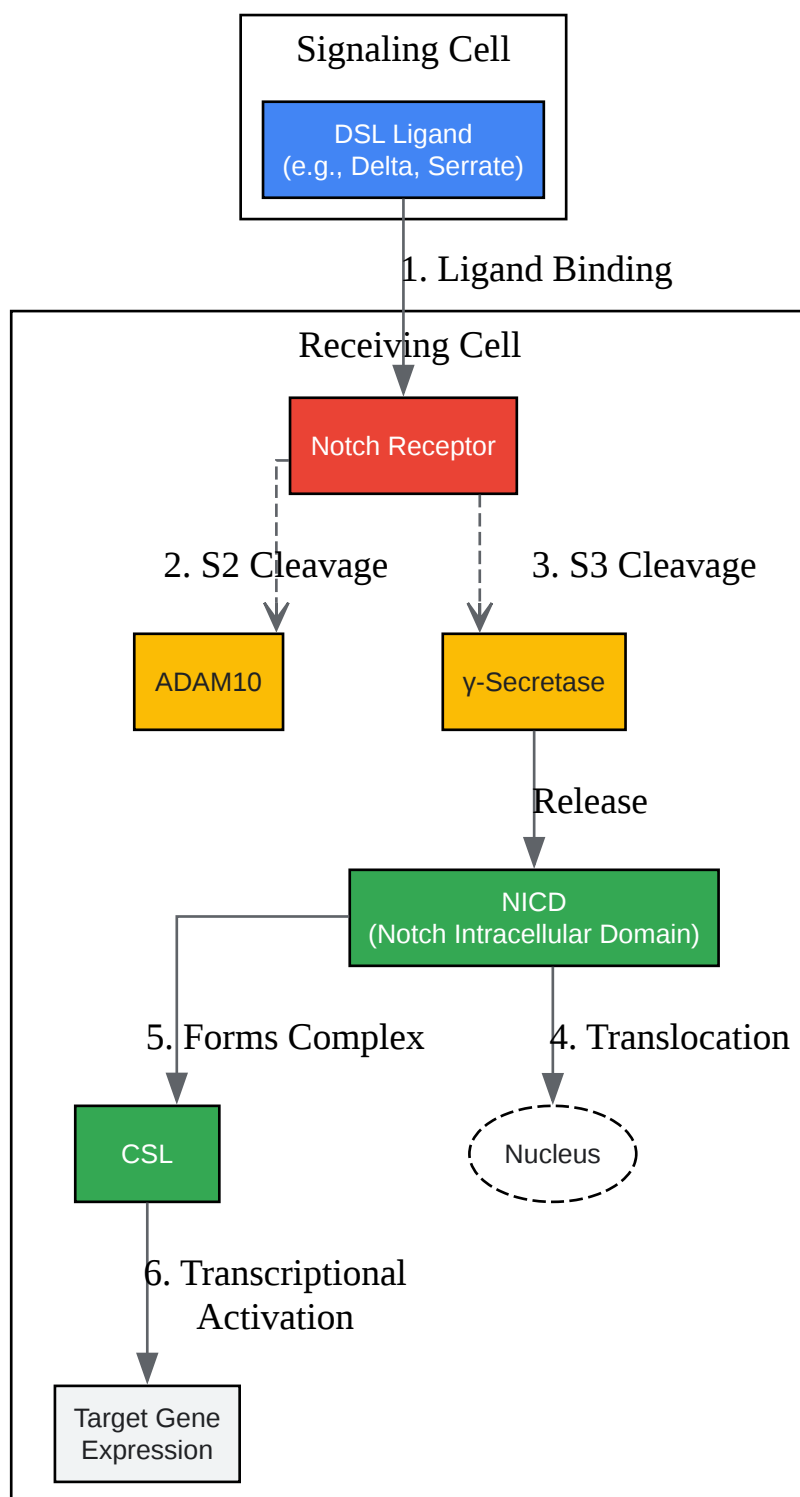 Signaling Cell
DSL Ligand
(e.g., Delta, Serrate)
1. Ligand Binding
Receiving Cell
Notch Receptor
2. S2 Cleavage
3. S3 Cleavage
ADAM10
γ-Secretase
Release
NICD
(Notch Intracellular Domain)
5. Forms Complex
4. Translocation
CSL
Nucleus
6. Transcriptional
Activation
Target Gene
Expression